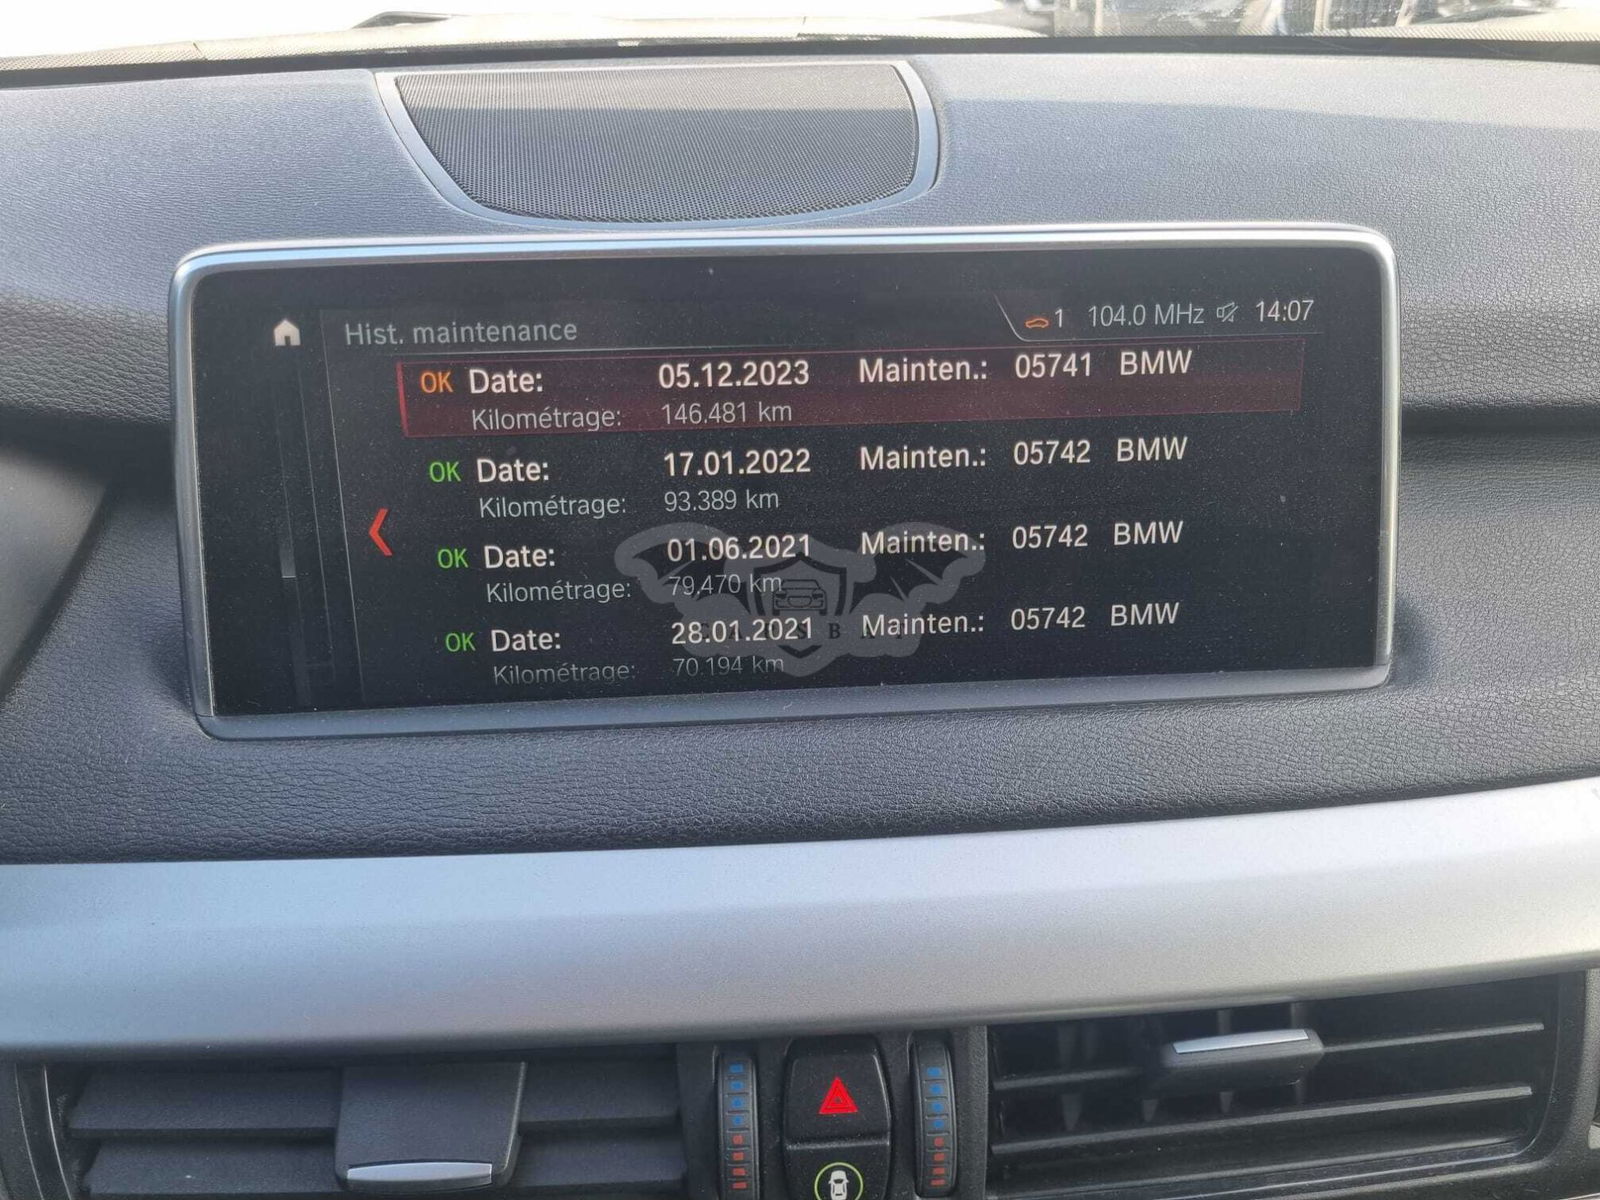 Hist. maintenance
1 104.0 MHz 14:07
OK Date: 05.12.2023 Mainten.: 05741 BMW
Kilométrage: 146.481 km
OK Date: 17.01.2022 Mainten.: 05742 BMW
Kilométrage: 93.389 km
OK Date: 01.06.2021 Mainten.: 05742 BMW
Kilométrage: 79.470 km
OK Date: 28.01.2021 Mainten.: 05742 BMW
Kilométrage: 70.194 km